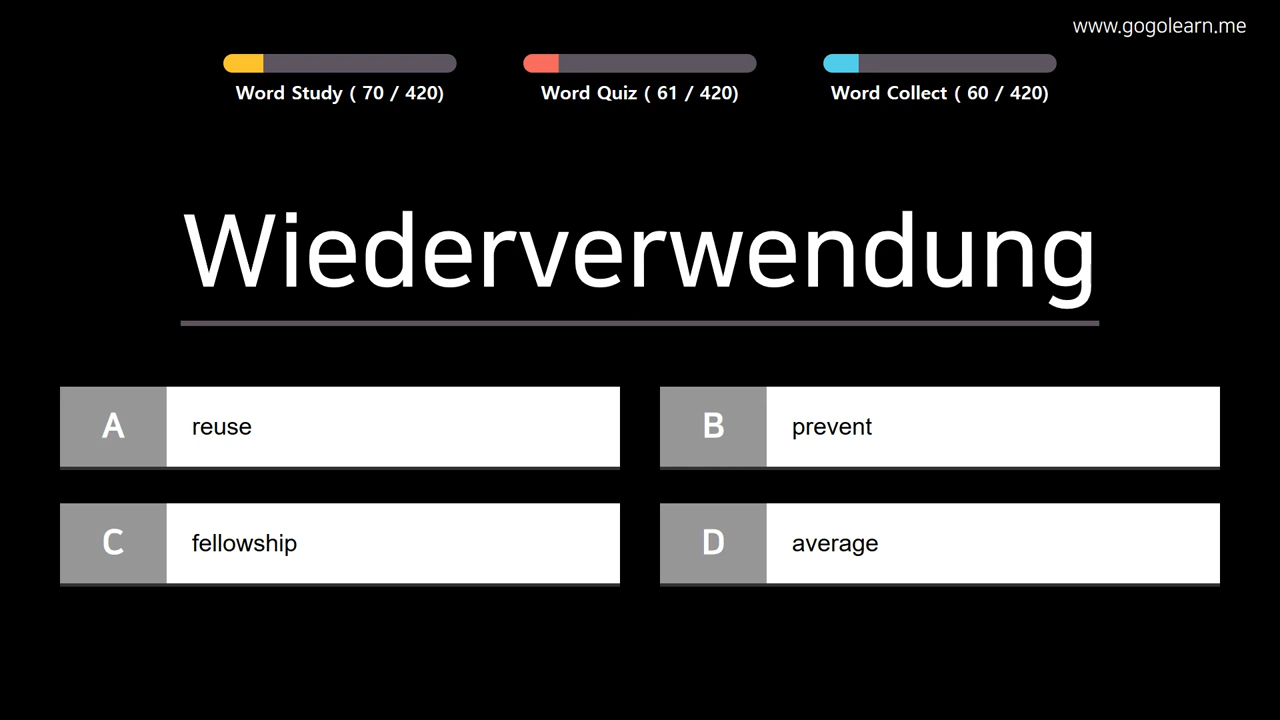 www.gogolearn.me
Word Study ( 70 / 420)
Word Quiz ( 61 / 420)
Word Collect ( 60 / 420)
Wiederverwendung
A reuse
B prevent
C fellowship
D average